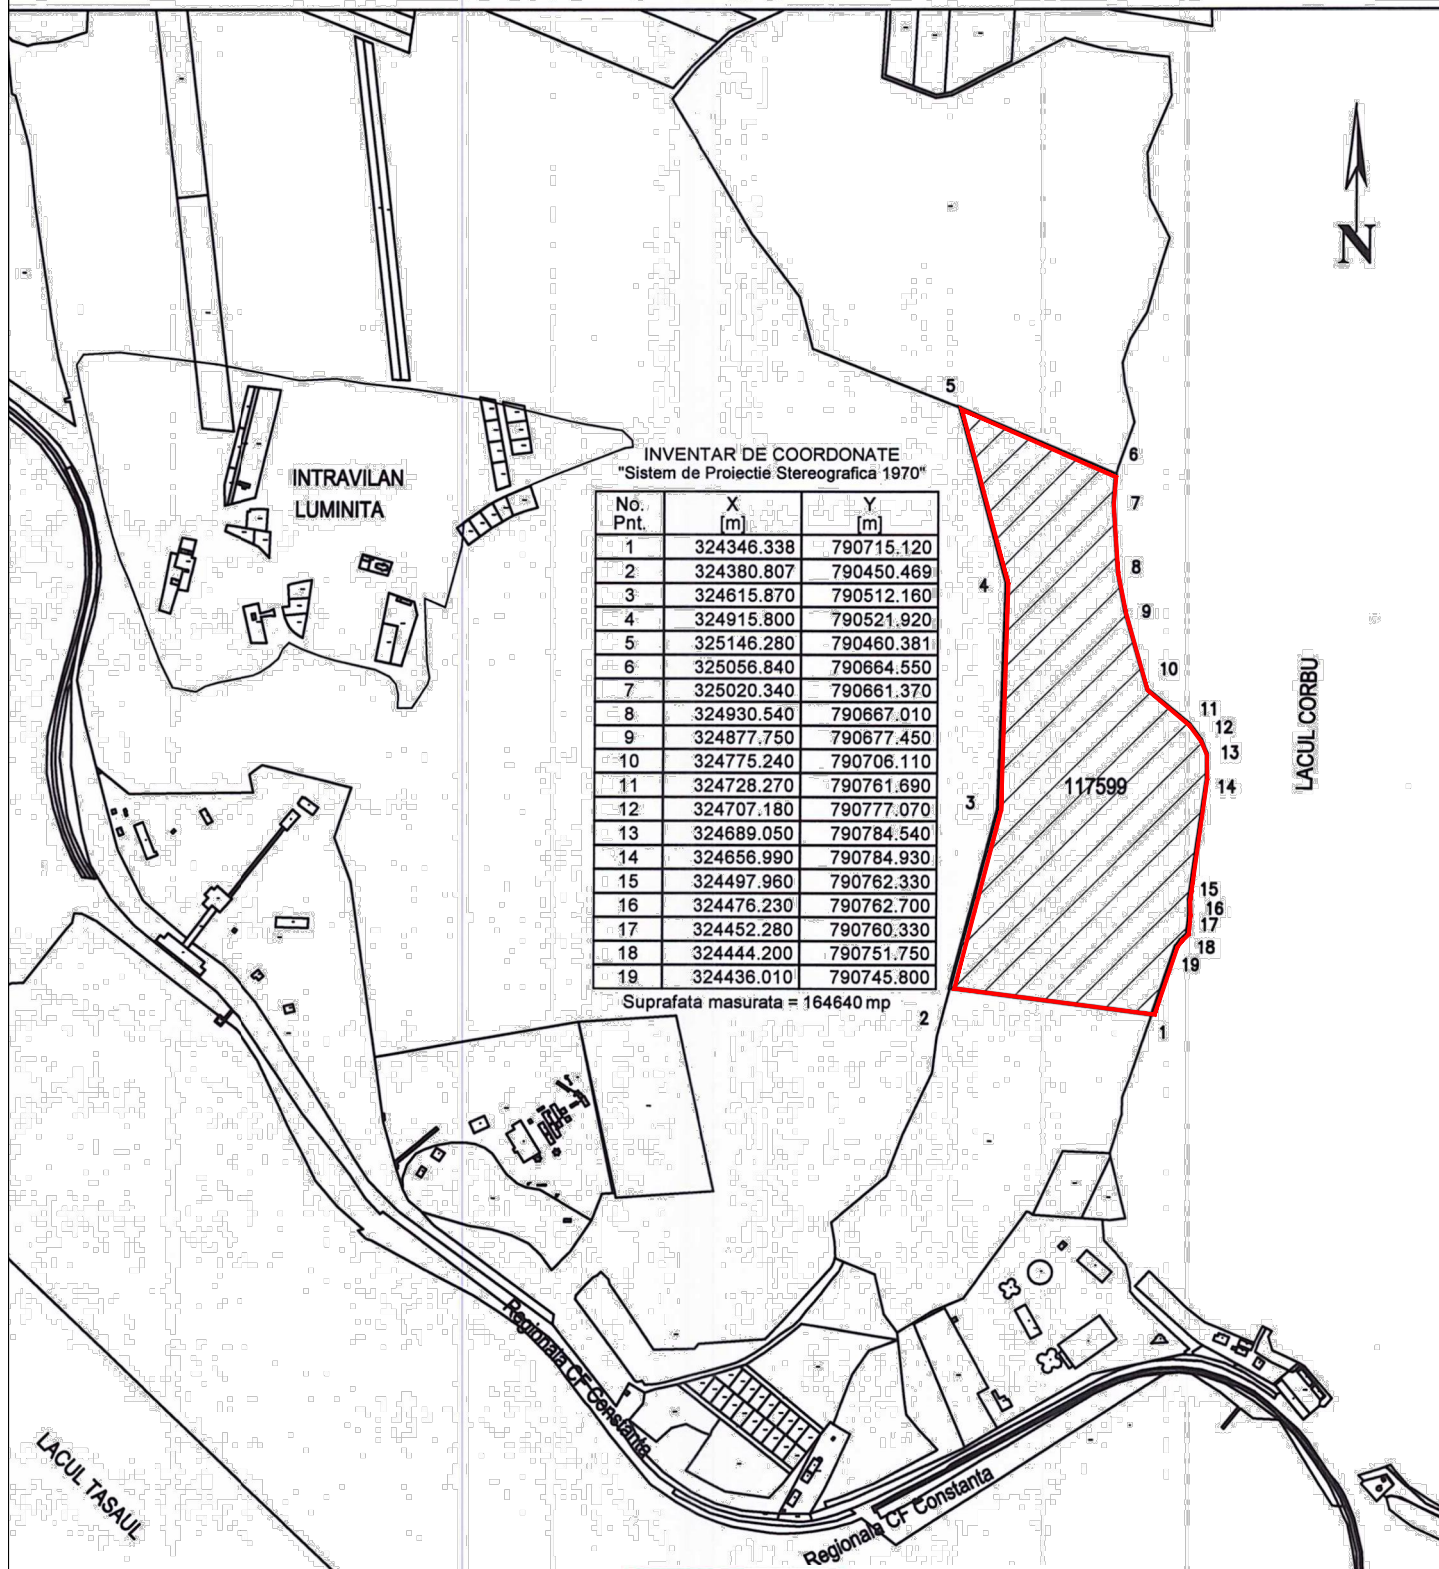 N
5
INVENTAR DE COORDONATE
"Sistem de Proiectie Stereografica 1970"
INTRAVILAN
LUMINITA
No. Pnt. X [m] Y [m]
1 324346.338 790715.120
2 324380.807 790450.469
3 324615.870 790512.160
4 324915.800 790521.920
5 325146.280 790460.381
6 325056.840 790664.550
7 325020.340 790661.370
8 324930.540 790667.010
9 324877.750 790677.450
10 324775.240 790706.110
11 324728.270 790761.690
12 324707.180 790777.070
13 324689.050 790784.540
14 324656.990 790784.930
15 324497.960 790762.330
16 324476.230 790762.700
17 324452.280 790760.330
18 324444.200 790751.750
19 324436.010 790745.800
Suprafata masurata = 164640 mp
6
7
8
4
9
10
11
12
13
14
3
117599
LACUL CORBU
15
16
17
18
19
2
1
Regionala CF Constanta
Regionala CF Constanta
LACUL TASAUL